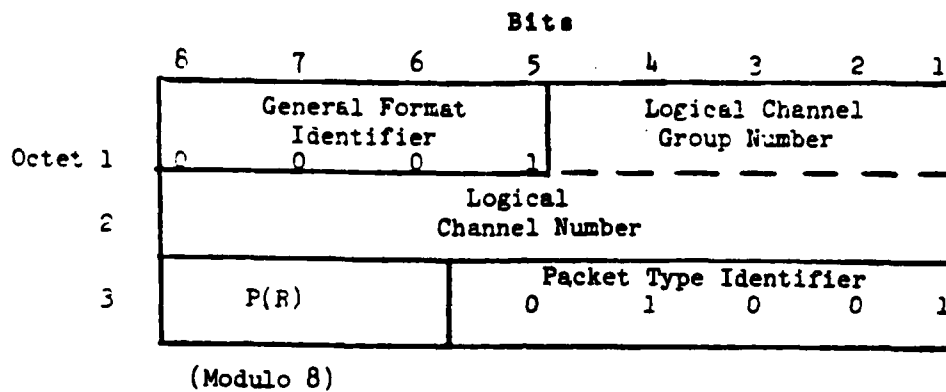 Bits
8 7 6 5 4 3 2 1
General Format Identifier
Logical Channel Group Number
Octet 1
0 0 0 1
Logical Channel Number
2
Packet Type Identifier
3
P(R)
0 1 0 0 1
(Modulo 8)